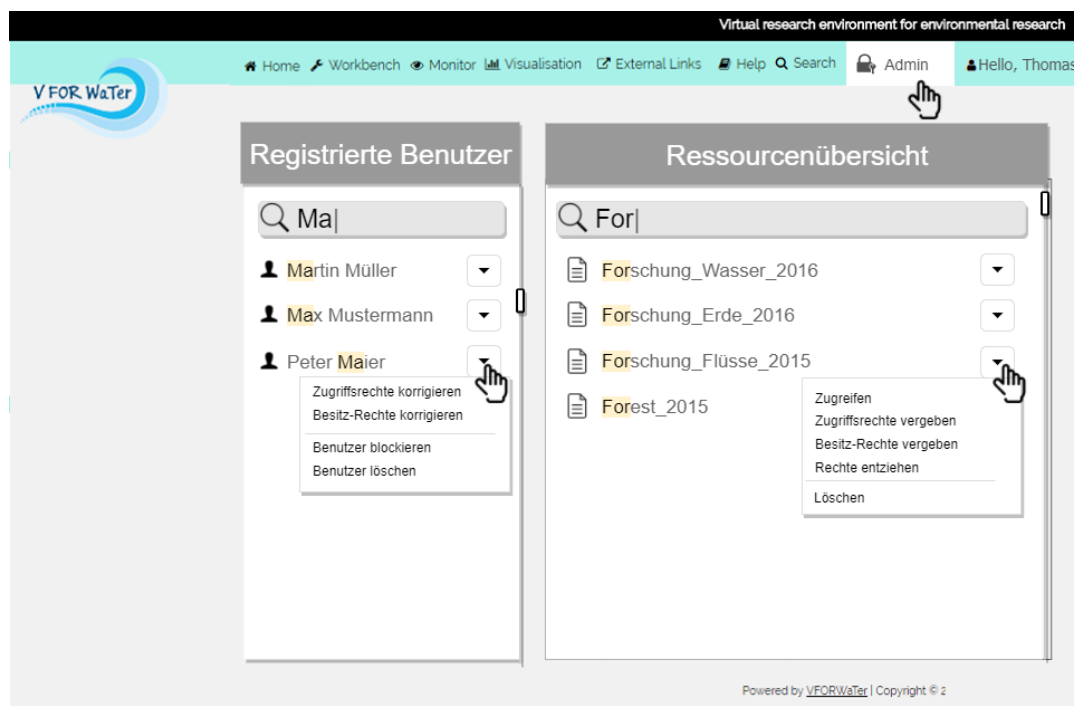 Virtual research environment for environmental research
V FOR WaTer
Home Workbench Monitor Visualisation External Links Help Search Admin Hello, Thomas
Registrierte Benutzer
Ma
Martin Müller
Max Mustermann
Peter Maier
Zugriffsrechte korrigieren
Besitz-Rechte korrigieren
Benutzer blockieren
Benutzer löschen
Ressourcenübersicht
For
Forschung_Wasser_2016
Forschung_Erde_2016
Forschung_Flüsse_2015
Forest_2015
Zugreifen
Zugriffsrechte vergeben
Besitz-Rechte vergeben
Rechte entziehen
Löschen
Powered by VFORWaTer | Copyright © 2